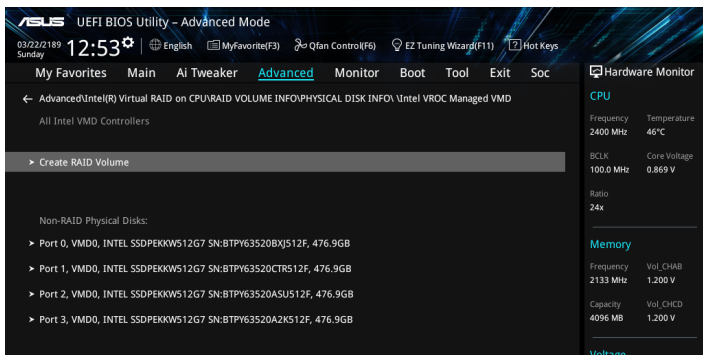 ASUS UEFI BIOS Utility – Advanced Mode
03/22/2189 Sunday 12:53 English MyFavorite(F3) Qfan Control(F6) EZ Tuning Wizard(F11) ? Hot Keys
My Favorites Main Ai Tweaker Advanced Monitor Boot Tool Exit Soc
← Advanced\Intel(R) Virtual RAID on CPU\RAID VOLUME INFO\PHYSICAL DISK INFO\ \Intel VROC Managed VMD
All Intel VMD Controllers
> Create RAID Volume
Non-RAID Physical Disks:
> Port 0, VMD0, INTEL SSDPEKKW512G7 SN:BTPY63520BXJ512F, 476.9GB
> Port 1, VMD0, INTEL SSDPEKKW512G7 SN:BTPY63520CTR512F, 476.9GB
> Port 2, VMD0, INTEL SSDPEKKW512G7 SN:BTPY63520ASU512F, 476.9GB
> Port 3, VMD0, INTEL SSDPEKKW512G7 SN:BTPY63520A2K512F, 476.9GB
Hardware Monitor
CPU
Frequency Temperature
2400 MHz 46°C
BCLK Core Voltage
100.0 MHz 0.869 V
Ratio
24x
Memory
Frequency Vol_CHAB
2133 MHz 1.200 V
Capacity Vol_CHCD
4096 MB 1.200 V
Voltage